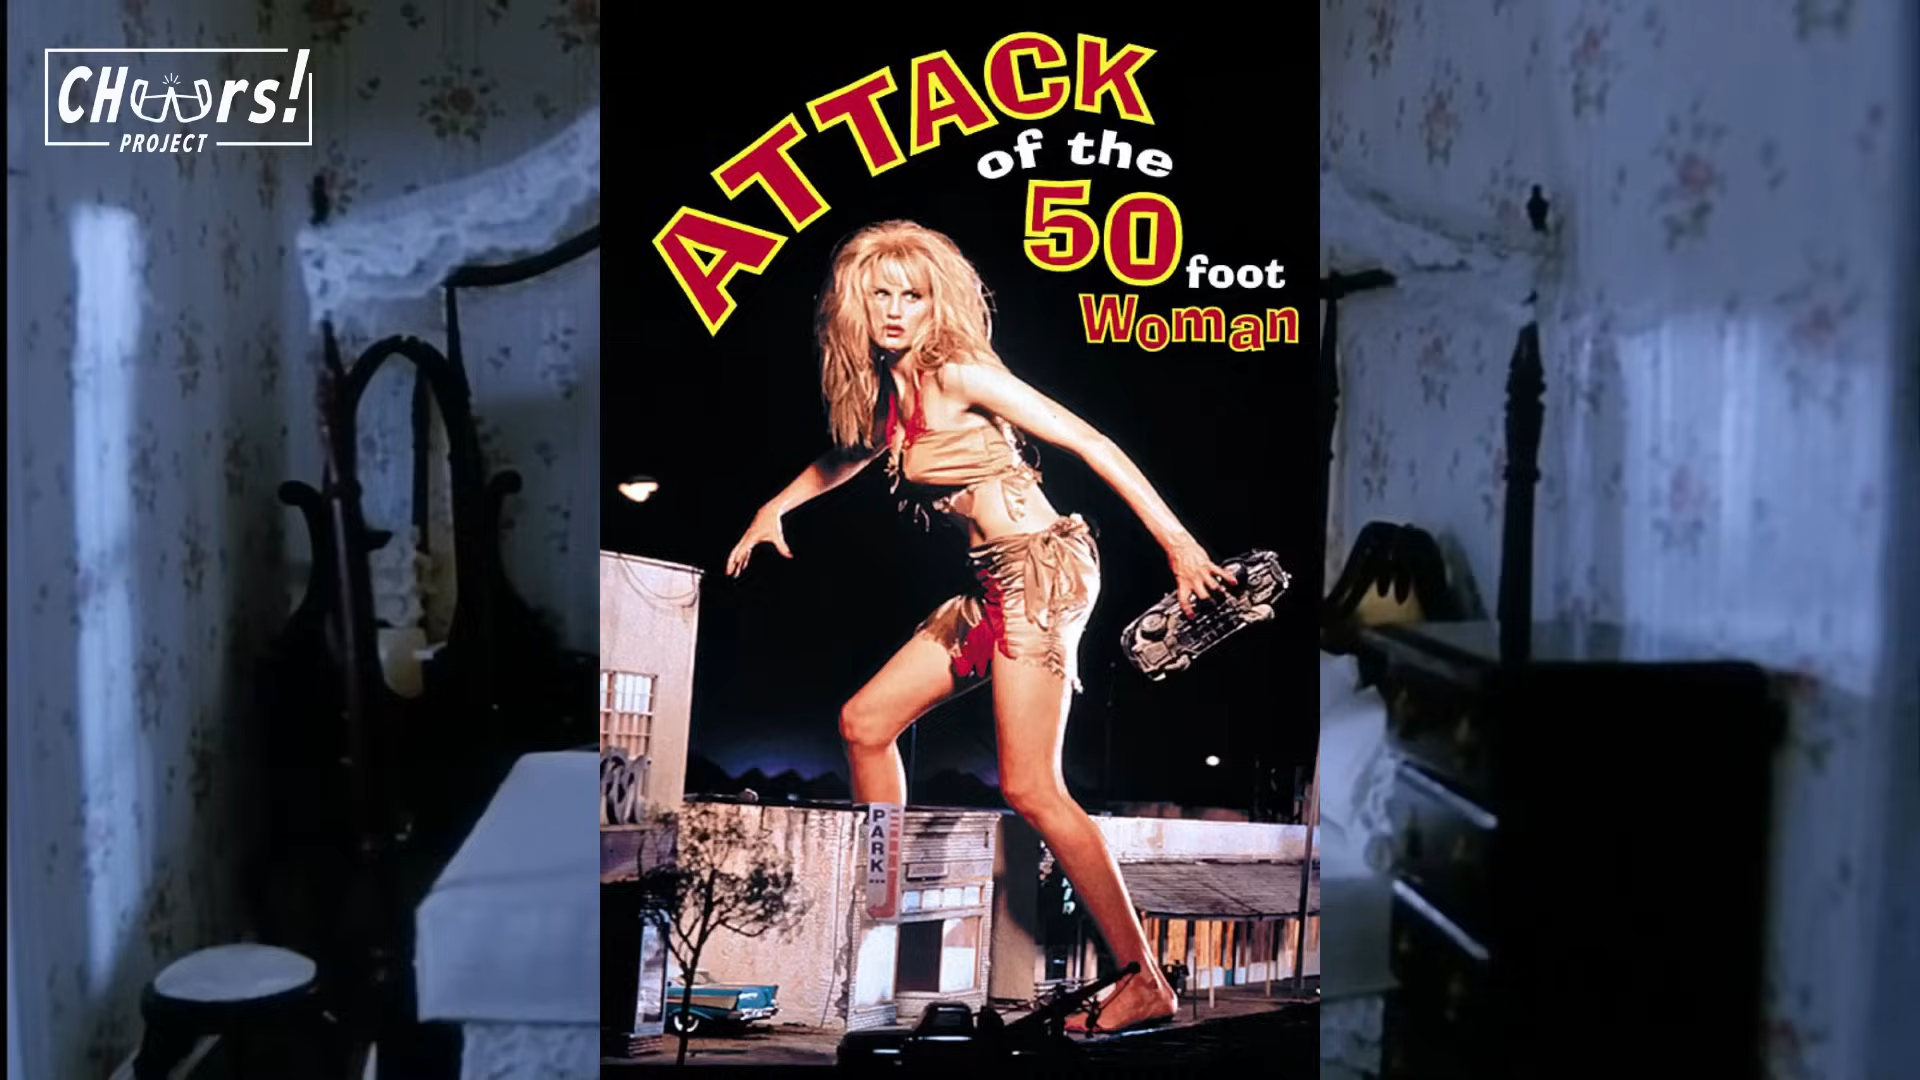 CHeers!
PROJECT
ATTACK
of the
50
foot
Woman
PARK